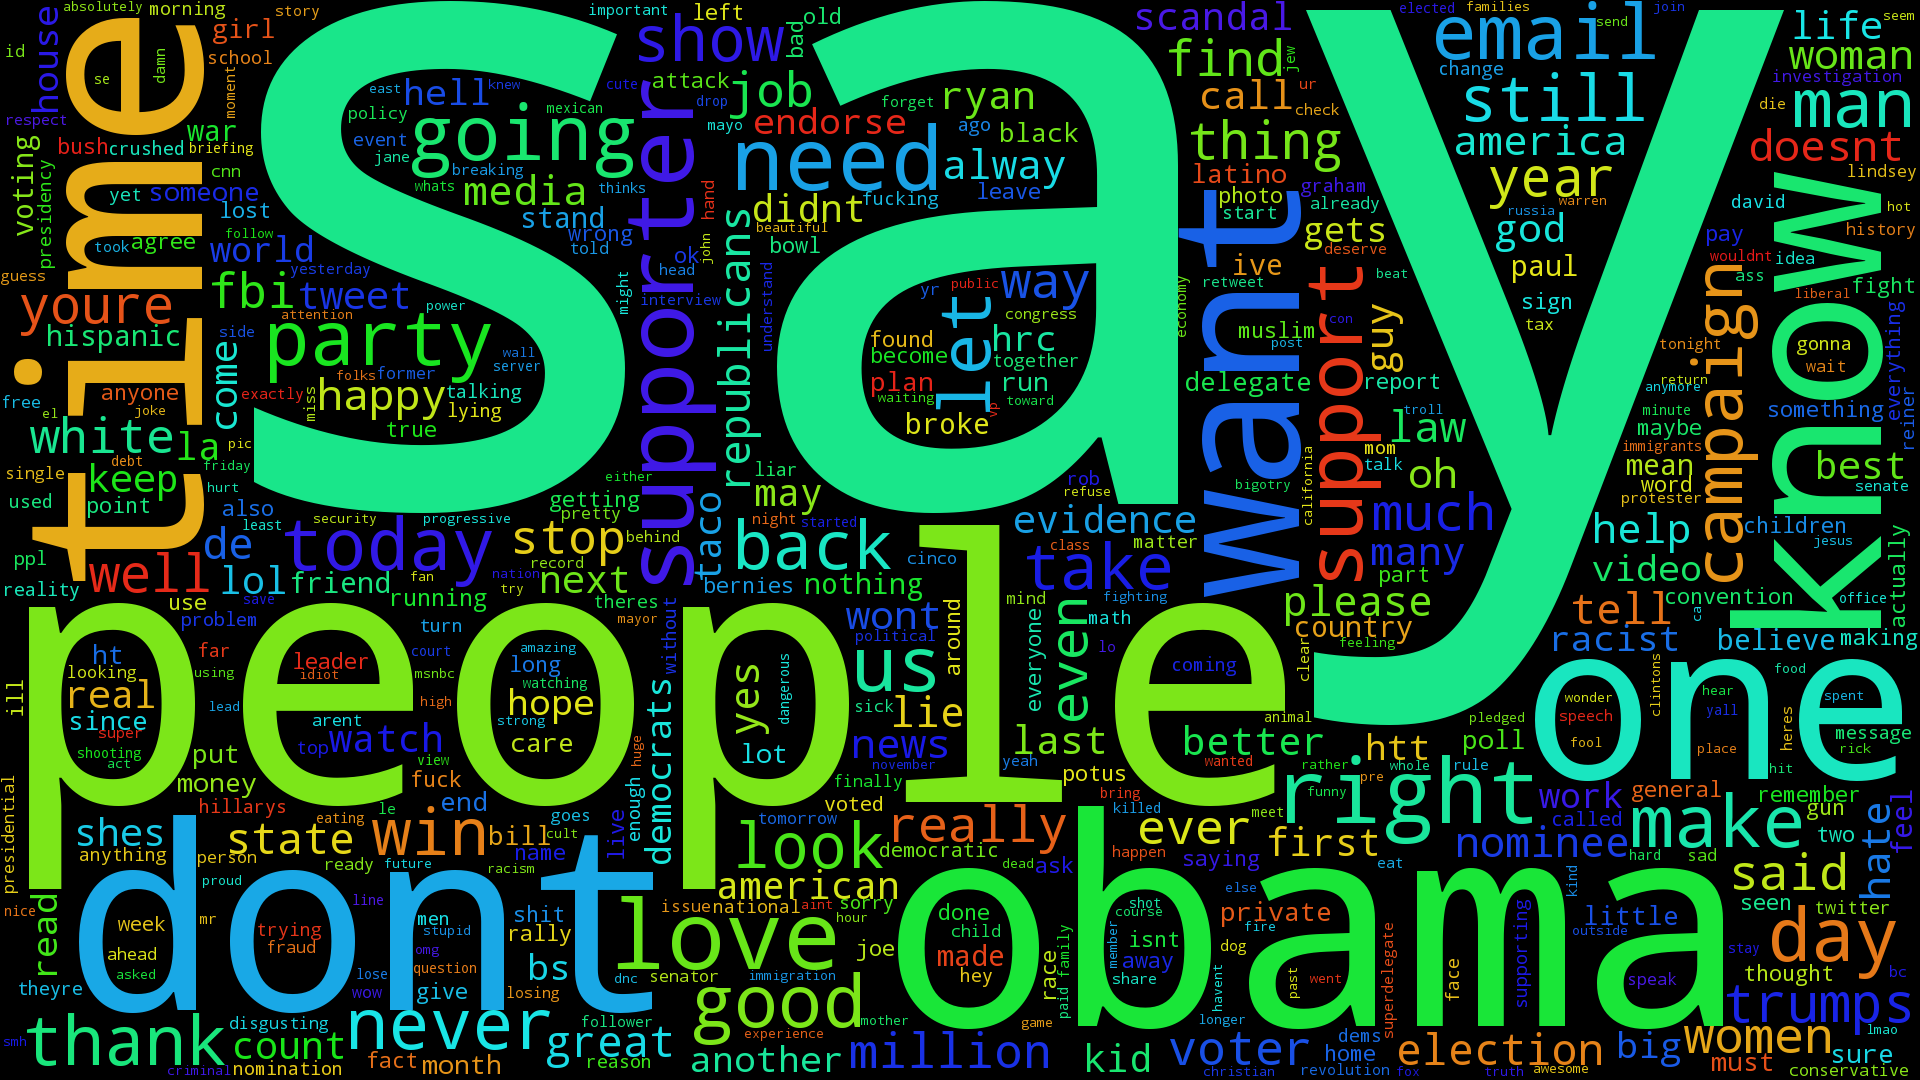 say
people
obama
dont
time
one
know
want
supporter
support
need
going
party
today
love
good
never
thank
right
make
back
take
us
show
email
still
man
year
thing
find
job
call
scandal
america
woman
life
doesnt
god
paul
sign
tax
russia
warren
david
lindsey
history
hot
idea
pay
wouldnt
ass
fight
liberal
tonight
gonna
wait
anymore
return
something
everything
reiner
minute
maybe
immigrants
mean
word
protester
best
senate
campaign
help
video
children
jesus
actually
convention
office
tell
racist
country
believe
making
please
law
oh
much
many
part
guy
report
troll
mom
talk
bigotry
california
delegate
muslim
post
con
beat
deserve
gets
already
graham
photo
start
latino
ive
retweet
economy
check
ur
jew
change
elected
families
send
join
seem
investigation
die
absolutely
morning
story
important
left
old
bad
girl
school
house
id
damn
se
moment
respect
war
bush
crushed
briefing
cnn
yet
someone
voting
presidency
lost
follow
took
agree
world
yesterday
guess
youre
hispanic
fbi
tweet
attention
power
side
come
anyone
joke
free
el
white
la
pic
exactly
miss
happy
talking
lying
true
folks
former
wall
server
friday
hurt
debt
keep
point
single
used
also
least
security
progressive
de
ppl
reality
well
lol
friend
running
stop
record
next
behind
getting
pretty
either
fan
nation
try
theres
mayor
hell
knew
east
policy
event
jane
mexican
breaking
whats
media
thinks
stand
wrong
told
might
cute
attack
drop
mayo
endorse
ryan
forget
ago
black
alway
leave
fucking
didnt
beautiful
bowl
hand
john
ok
head
interview
republicans
understand
yr
public
way
let
congress
hrc
together
found
become
plan
waiting
run
toward
vp
broke
liar
may
rob
refuse
night
started
taco
bernies
nothing
cinco
evidence
matter
class
fighting
mind
math
wont
political
around
everyone
even
lo
coming
feeling
clear
without
use
problem
save
turn
ht
looking
real
since
super
shooting
act
far
using
leader
idiot
court
msnbc
high
lead
arent
top
watch
view
amazing
long
watching
hope
strong
care
yes
dangerous
lot
sick
lie
news
november
yeah
last
potus
animal
better
wanted
rather
htt
poll
pledged
rule
pre
whole
funny
wonder
speech
fool
hear
yall
place
food
clintons
heres
spent
message
rick
hit
ill
put
money
hillarys
fuck
le
eating
end
goes
cult
huge
enough
live
democrats
finally
voted
tomorrow
killed
bring
meet
presidential
shes
anything
state
person
win
bill
name
ready
future
racism
proud
look
democratic
really
dead
ask
happen
ever
saying
first
eat
nominee
work
called
general
remember
gun
two
hard
sad
kind
hate
feel
said
seen
twitter
nice
read
mr
week
ahead
asked
theyre
trying
fraud
line
lose
wow
men
stupid
omg
question
give
losing
shit
rally
bs
american
issue
national
aint
sorry
hour
joe
senator
immigration
dnc
done
child
made
hey
race
family
paid
member
shot
course
isnt
away
share
else
private
fire
dog
past
went
havent
superdelegate
face
supporting
little
outside
speak
stay
day
thought
bc
trumps
smh
criminal
disgusting
count
nomination
fact
month
great
follower
reason
mother
experience
another
million
game
kid
longer
christian
voter
dems
home
revolution
fox
election
truth
awesome
big
women
must
sure
lmao
conservative